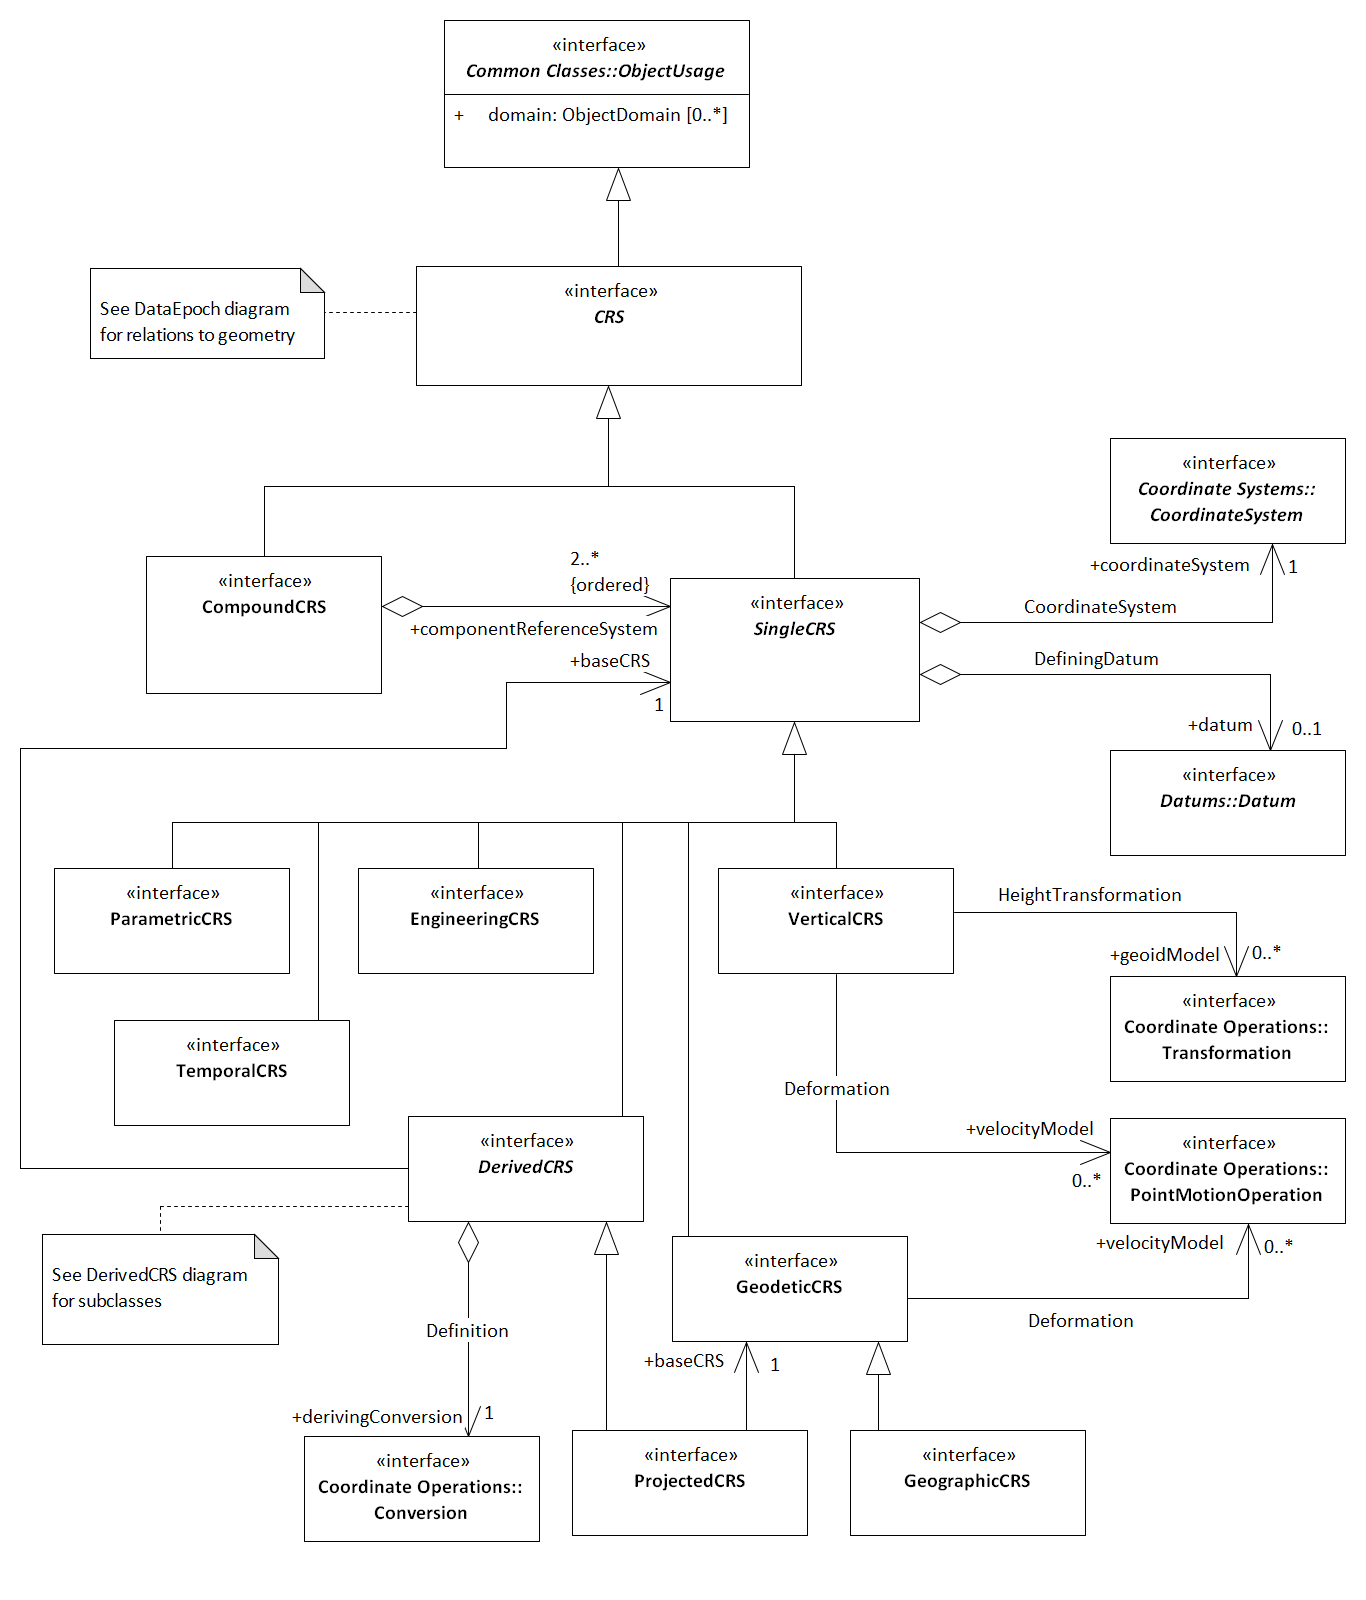 «interface»
Common Classes::ObjectUsage
+ domain: ObjectDomain [0..*]
See DataEpoch diagram
for relations to geometry
«interface»
CRS
«interface»
Coordinate Systems::
CoordinateSystem
+coordinateSystem
1
CoordinateSystem
«interface»
CompoundCRS
2..*
{ordered}
+componentReferenceSystem
+baseCRS
1
«interface»
SingleCRS
DefiningDatum
+datum
0..1
«interface»
Datums::Datum
«interface»
ParametricCRS
«interface»
EngineeringCRS
«interface»
VerticalCRS
HeightTransformation
+geoidModel
0..*
«interface»
Coordinate Operations::
Transformation
«interface»
TemporalCRS
Deformation
+velocityModel
0..*
«interface»
Coordinate Operations::
PointMotionOperation
«interface»
DerivedCRS
See DerivedCRS diagram
for subclasses
+velocityModel
0..*
«interface»
GeodeticCRS
Deformation
Definition
+baseCRS
1
+derivingConversion
1
«interface»
Coordinate Operations::
Conversion
«interface»
ProjectedCRS
«interface»
GeographicCRS